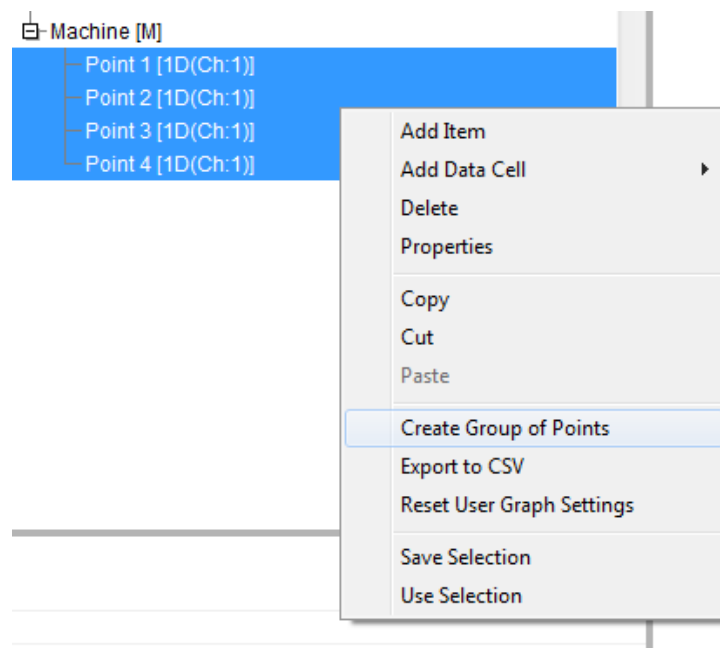 Machine [M]
Point 1 [1D(Ch:1)]
Point 2 [1D(Ch:1)]
Point 3 [1D(Ch:1)]
Point 4 [1D(Ch:1)]
Add Item
Add Data Cell
Delete
Properties
Copy
Cut
Paste
Create Group of Points
Export to CSV
Reset User Graph Settings
Save Selection
Use Selection